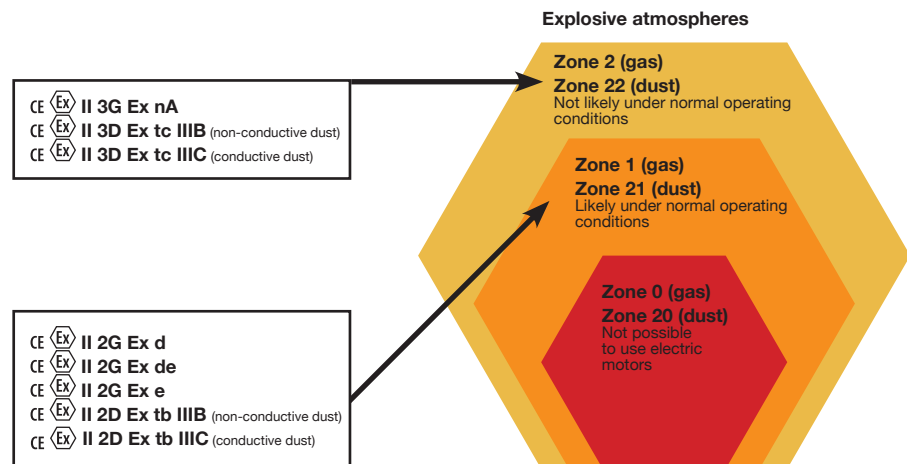 Explosive atmospheres
Zone 2 (gas)
Zone 22 (dust)
Not likely under normal operating
conditions
CE Ex II 3G Ex nA
CE Ex II 3D Ex tc IIIB (non-conductive dust)
CE Ex II 3D Ex tc IIIC (conductive dust)
Zone 1 (gas)
Zone 21 (dust)
Likely under normal operating
conditions
Zone 0 (gas)
Zone 20 (dust)
Not possible
to use electric
motors
CE Ex II 2G Ex d
CE Ex II 2G Ex de
CE Ex II 2G Ex e
CE Ex II 2D Ex tb IIIB (non-conductive dust)
CE Ex II 2D Ex tb IIIC (conductive dust)